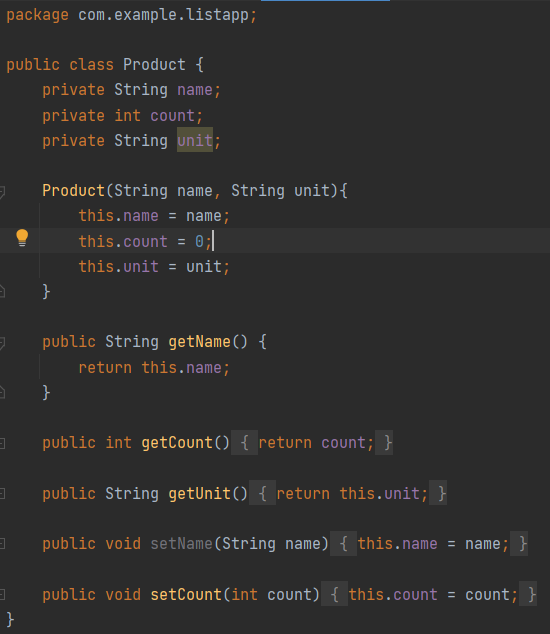 package com.example.listapp;
public class Product {
private String name;
private int count;
private String unit;
Product(String name, String unit){
this.name = name;
this.count = 0;
this.unit = unit;
}
public String getName() {
return this.name;
}
public int getCount() { return count; }
public String getUnit() { return this.unit; }
public void setName(String name) { this.name = name; }
public void setCount(int count) { this.count = count; }
}